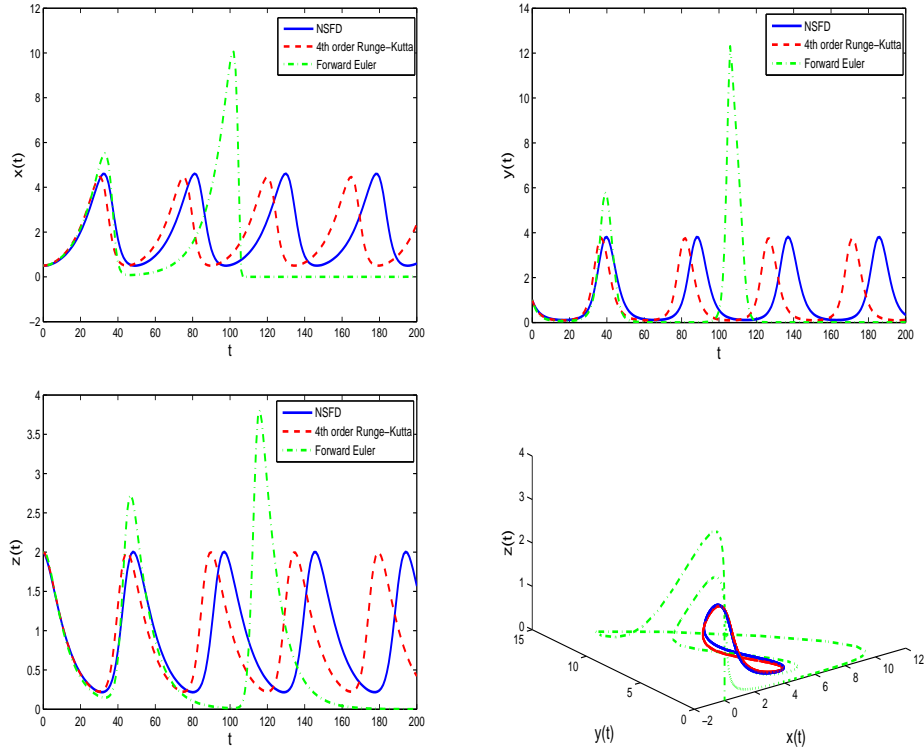 12
10
8
6
4
2
0
−2
x(t)
0 20 40 60 80 100 120 140 160 180 200
t
NSFD
4th order Runge−Kutta
Forward Euler
14
12
10
8
6
4
2
0
y(t)
0 20 40 60 80 100 120 140 160 180 200
t
NSFD
4th order Runge−Kutta
Forward Euler
4
3.5
3
2.5
2
1.5
1
0.5
0
z(t)
0 20 40 60 80 100 120 140 160 180 200
t
NSFD
4th order Runge−Kutta
Forward Euler
4
3
2
1
0
z(t)
15
10
5
0
y(t)
−2 0 2 4 6 8 10 12
x(t)